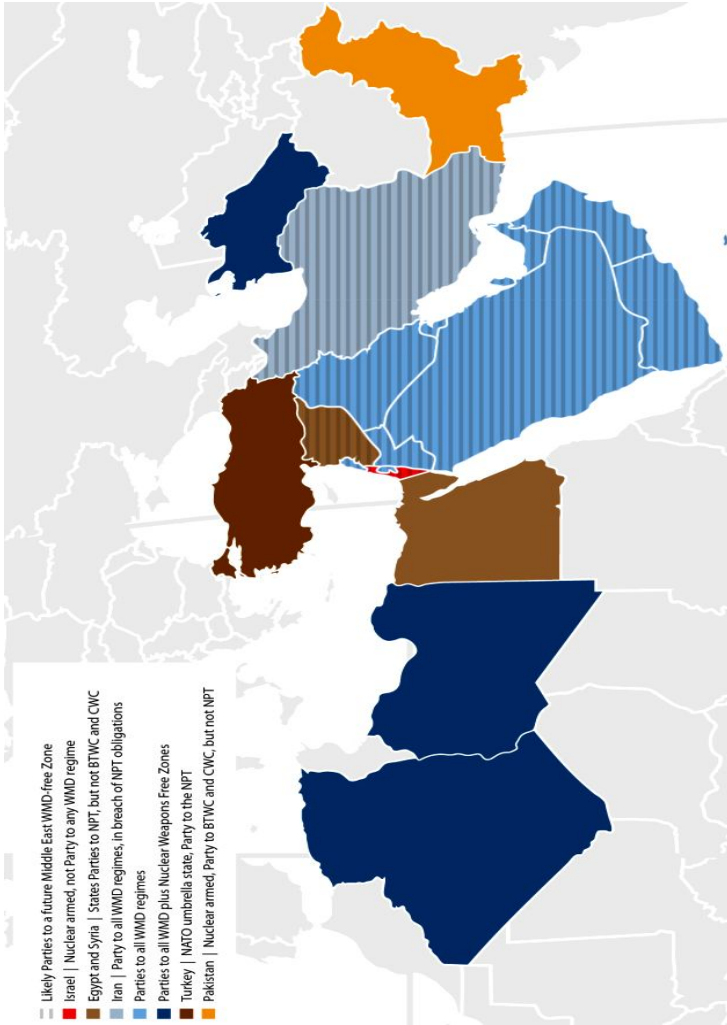 Likely Parties to a future Middle East WMD-free Zone
Israel | Nuclear armed, not Party to any WMD regime
Egypt and Syria | States Parties to NPT, but not BTWC and CWC
Iran | Party to all WMD regimes, in breach of NPT obligations
Parties to all WMD regimes
Parties to all WMD plus Nuclear Weapons Free Zones
Turkey | NATO umbrella state, Party to the NPT
Pakistan | Nuclear armed, Party to BTWC and CWC, but not NPT